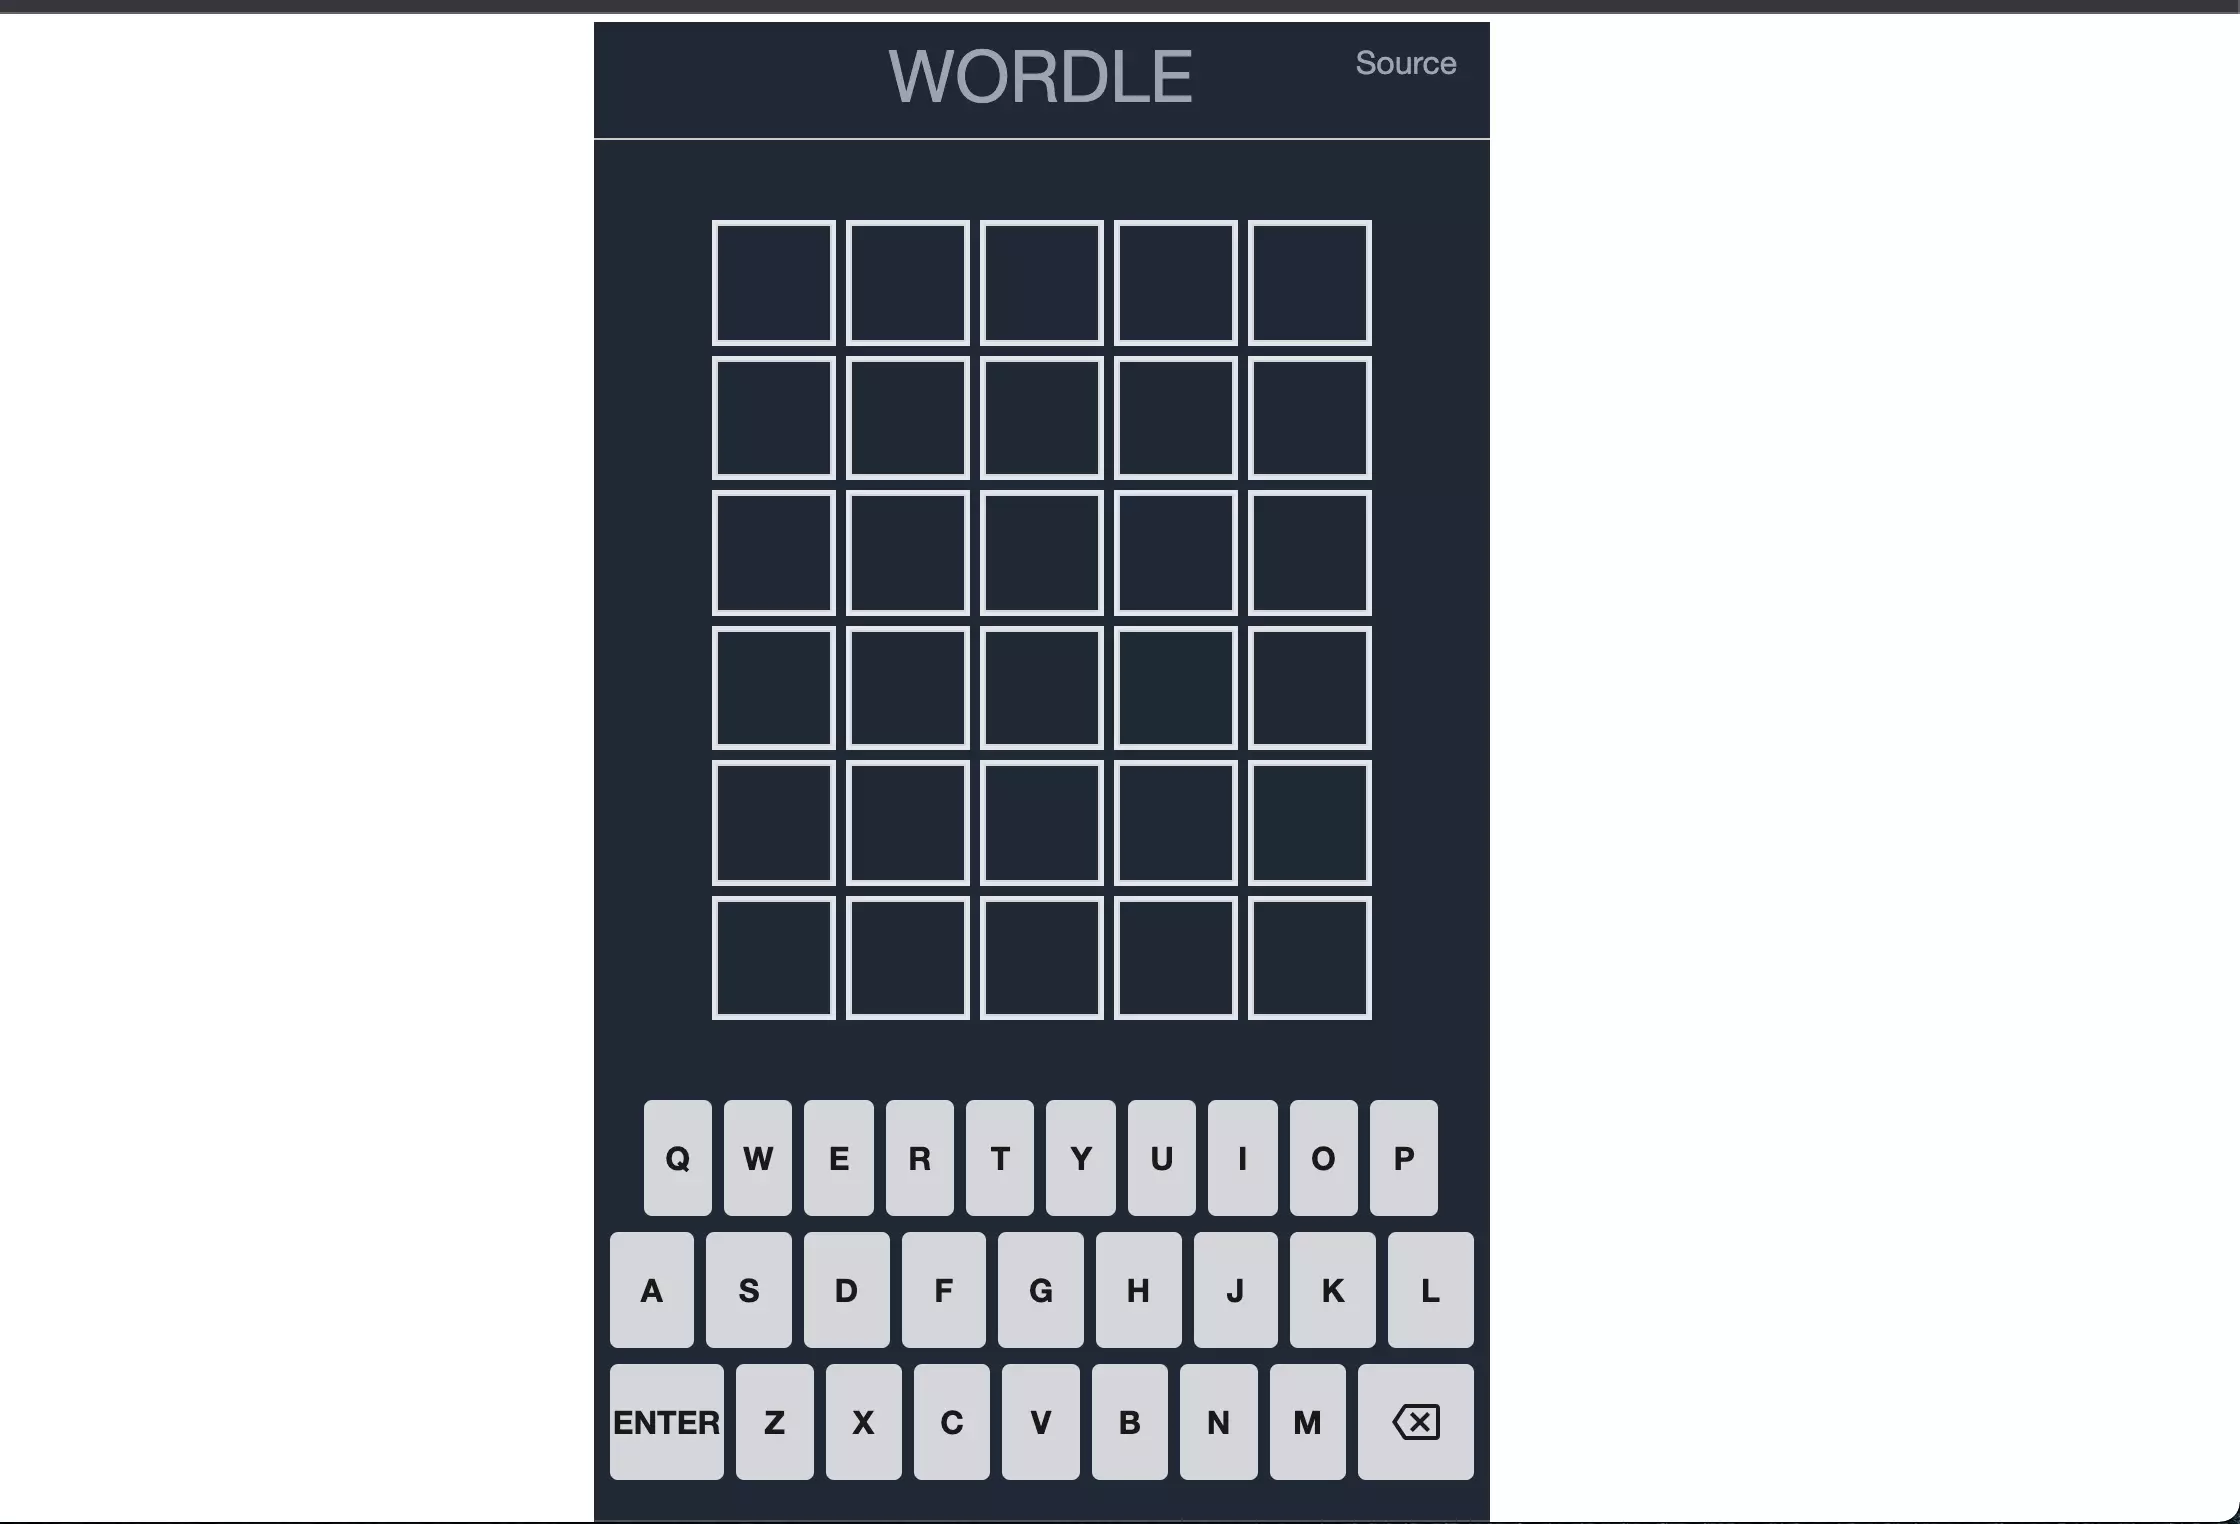 WORDLE
Source
Q W E R T Y U I O P
A S D F G H J K L
ENTER Z X C V B N M